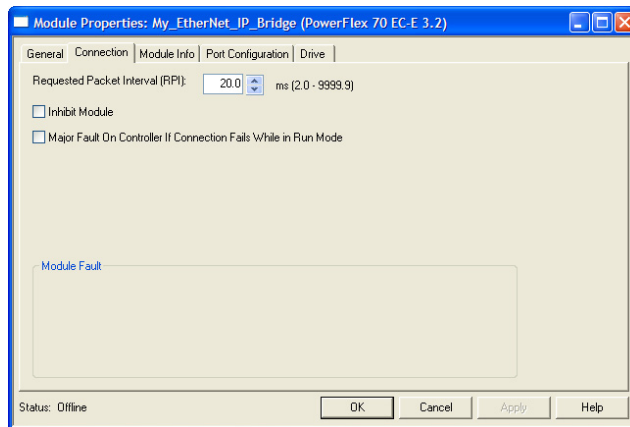 Module Properties: My_EtherNet_IP_Bridge (PowerFlex 70 EC-E 3.2)
General Connection Module Info Port Configuration Drive
Requested Packet Interval (RPI): 20.0 ms (2.0 - 9999.9)
Inhibit Module
Major Fault On Controller If Connection Fails While in Run Mode
Module Fault
Status: Offline OK Cancel Apply Help